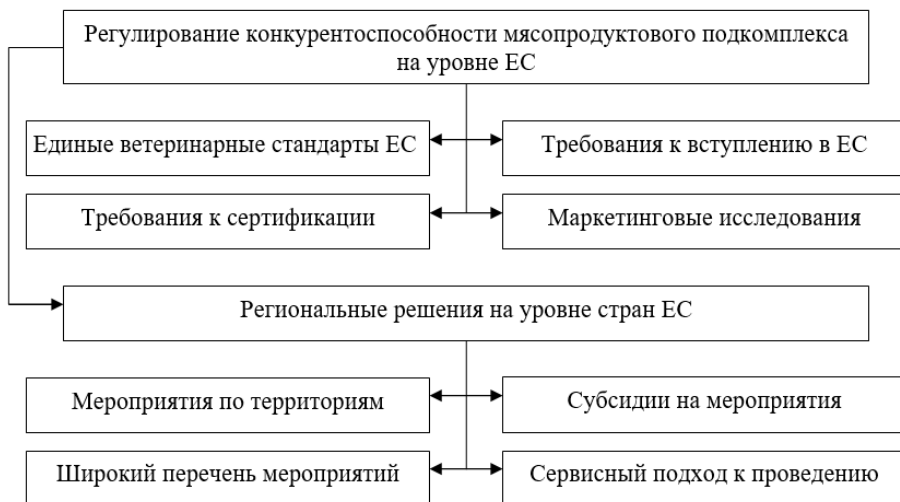 Регулирование конкурентоспособности мясопродуктового подкомплекса
на уровне ЕС
Единые ветеринарные стандарты ЕС
Требования к вступлению в ЕС
Требования к сертификации
Маркетинговые исследования
Региональные решения на уровне стран ЕС
Мероприятия по территориям
Субсидии на мероприятия
Широкий перечень мероприятий
Сервисный подход к проведению